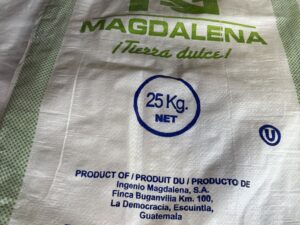 MAGDALENA
¡Tierra dulce!
25 Kg.
NET
U
PRODUCT OF / PRODUIT DU / PRODUCTO DE
Ingenio Magdalena, S.A.
Finca Buganvilia Km. 100,
La Democracia, Escuintla,
Guatemala